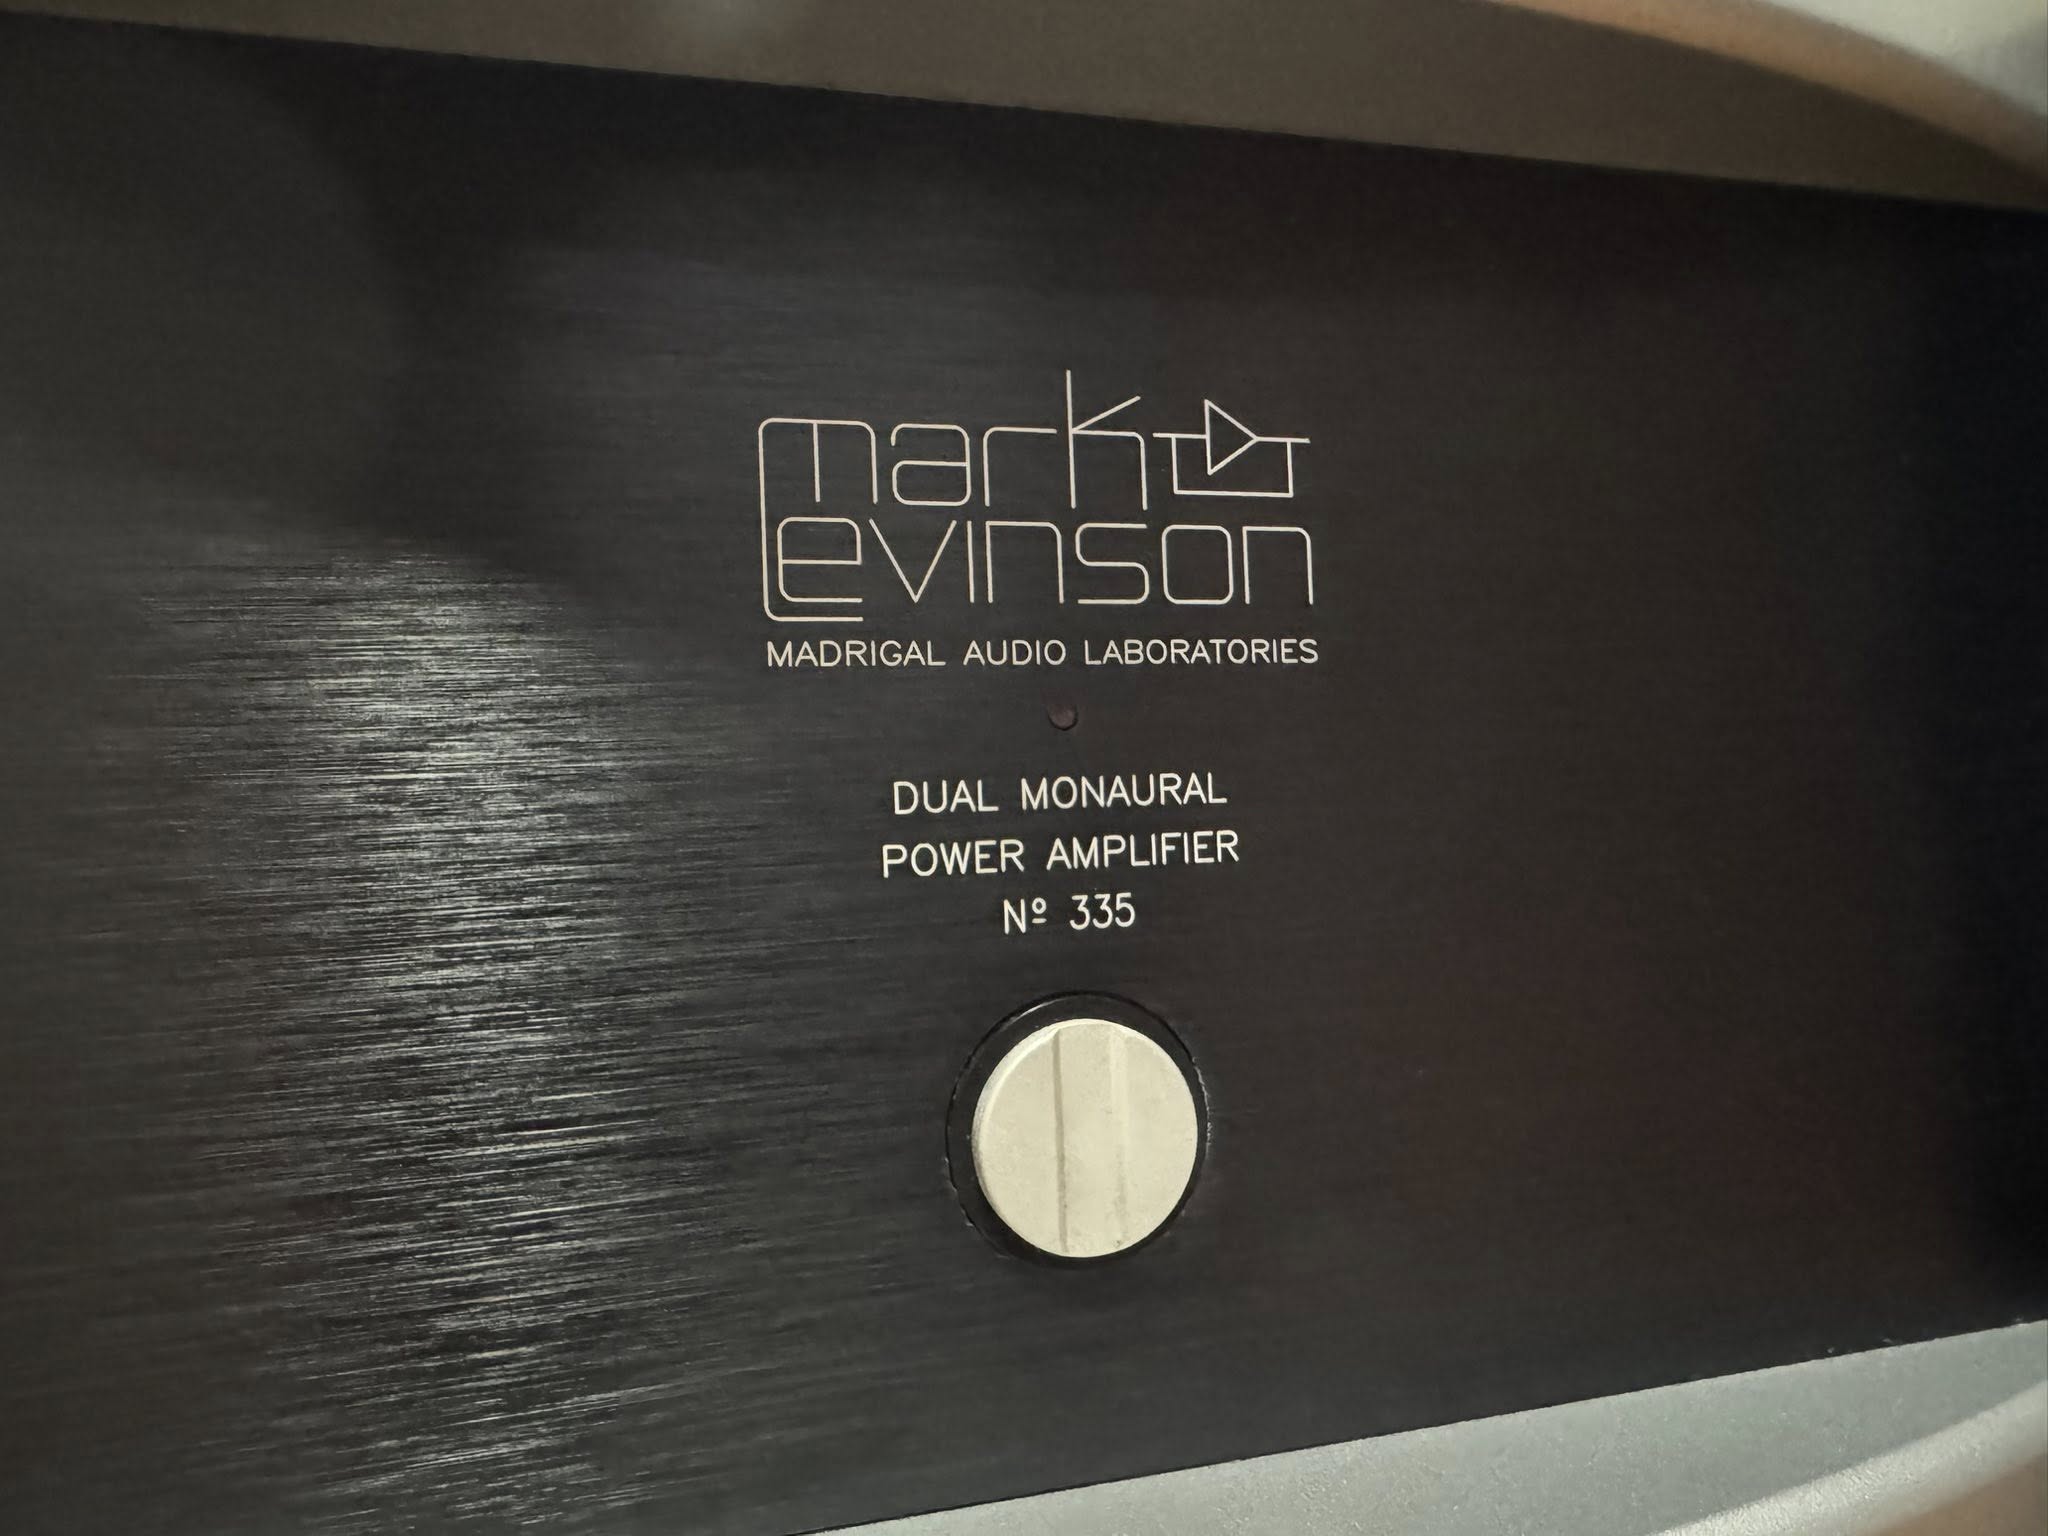 mark
Levinson
MADRIGAL AUDIO LABORATORIES
DUAL MONAURAL
POWER AMPLIFIER
Nº 335